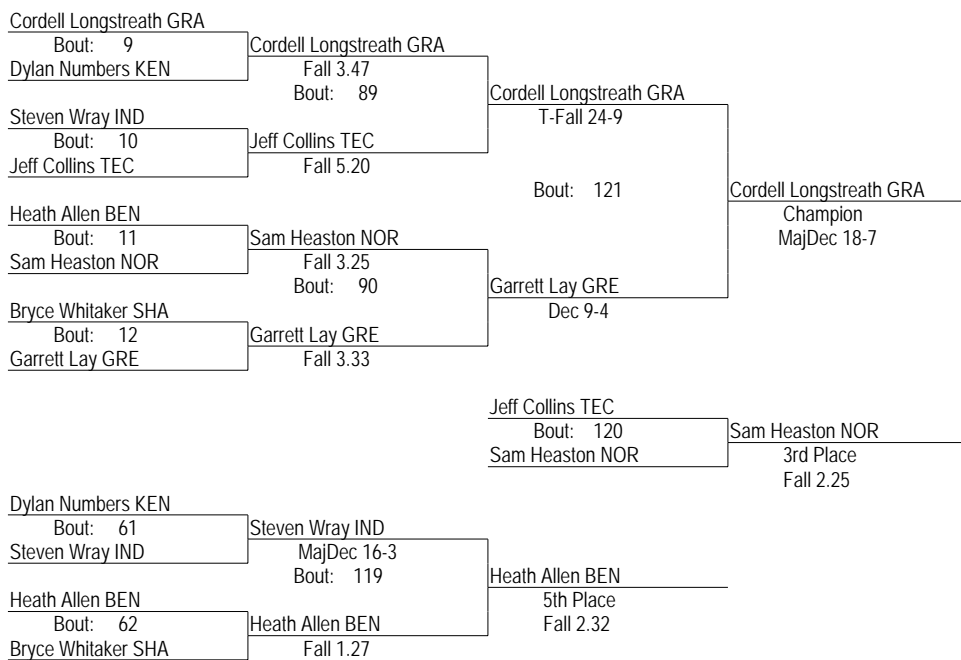 Cordell Longstreath GRA
Bout: 9
Dylan Numbers KEN
Cordell Longstreath GRA
Fall 3.47
Bout: 89
Steven Wray IND
Bout: 10
Jeff Collins TEC
Jeff Collins TEC
Fall 5.20
Cordell Longstreath GRA
T-Fall 24-9
Bout: 121
Heath Allen BEN
Bout: 11
Sam Heaston NOR
Sam Heaston NOR
Fall 3.25
Bout: 90
Bryce Whitaker SHA
Bout: 12
Garrett Lay GRE
Garrett Lay GRE
Fall 3.33
Garrett Lay GRE
Dec 9-4
Cordell Longstreath GRA
Champion
MajDec 18-7
Jeff Collins TEC
Bout: 120
Sam Heaston NOR
Sam Heaston NOR
3rd Place
Fall 2.25
Dylan Numbers KEN
Bout: 61
Steven Wray IND
Steven Wray IND
MajDec 16-3
Bout: 119
Heath Allen BEN
Bout: 62
Bryce Whitaker SHA
Heath Allen BEN
Fall 1.27
Heath Allen BEN
5th Place
Fall 2.32